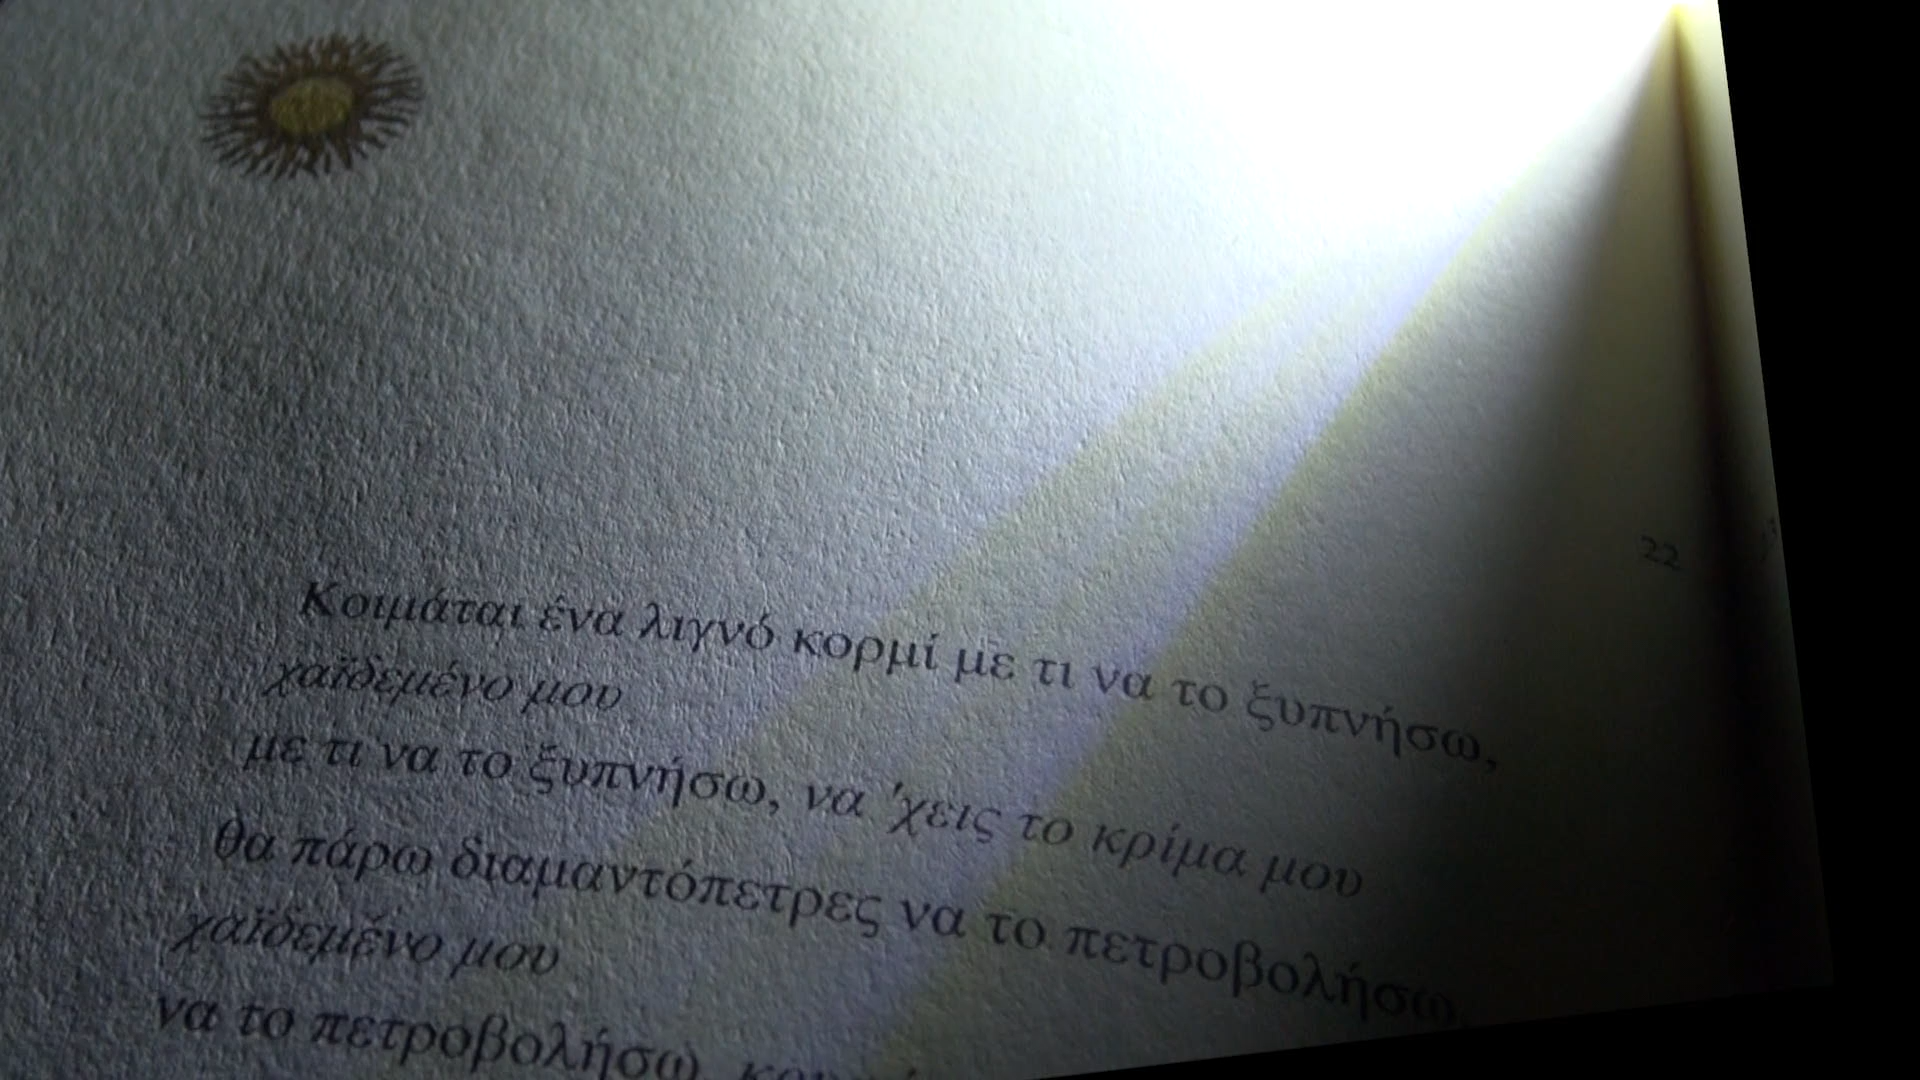 22
Κοιμάται ένα λιγνό κορμί με τι να το ξυπνήσω,
χαϊδεμένο μου
με τι να το ξυπνήσω, να 'χεις το κρίμα μου
θα πάρω διαμαντόπετρες να το πετροβολήσω,
χαϊδεμένο μου
να το πετροβολήσω,